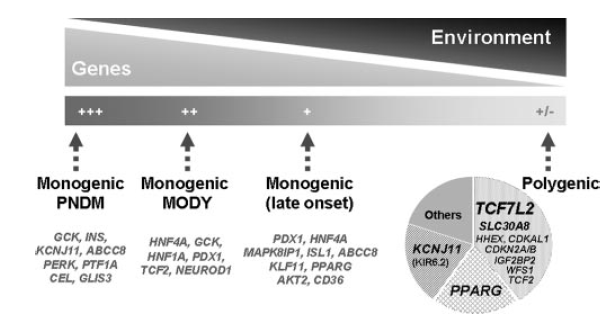 Environment
Genes
+++
++
+
+/-
Monogenic
PNDM
Monogenic
MODY
Monogenic
(late onset)
Polygenic
GCK, INS,
KCNJ11, ABCC8
PERK, PTF1A
CEL, GLIS3
HNF4A, GCK,
HNF1A, PDX1,
TCF2, NEUROD1
PDX1, HNF4A
MAPK8IP1, ISL1, ABCC8
KLF11, PPARG
AKT2, CD36
Others
KCNJ11
(KIR6.2)
PPARG
TCF7L2
SLC30A8
HHEX, CDKAL1
CDKN2A/B
IGF2BP2
WFS1
TCF2